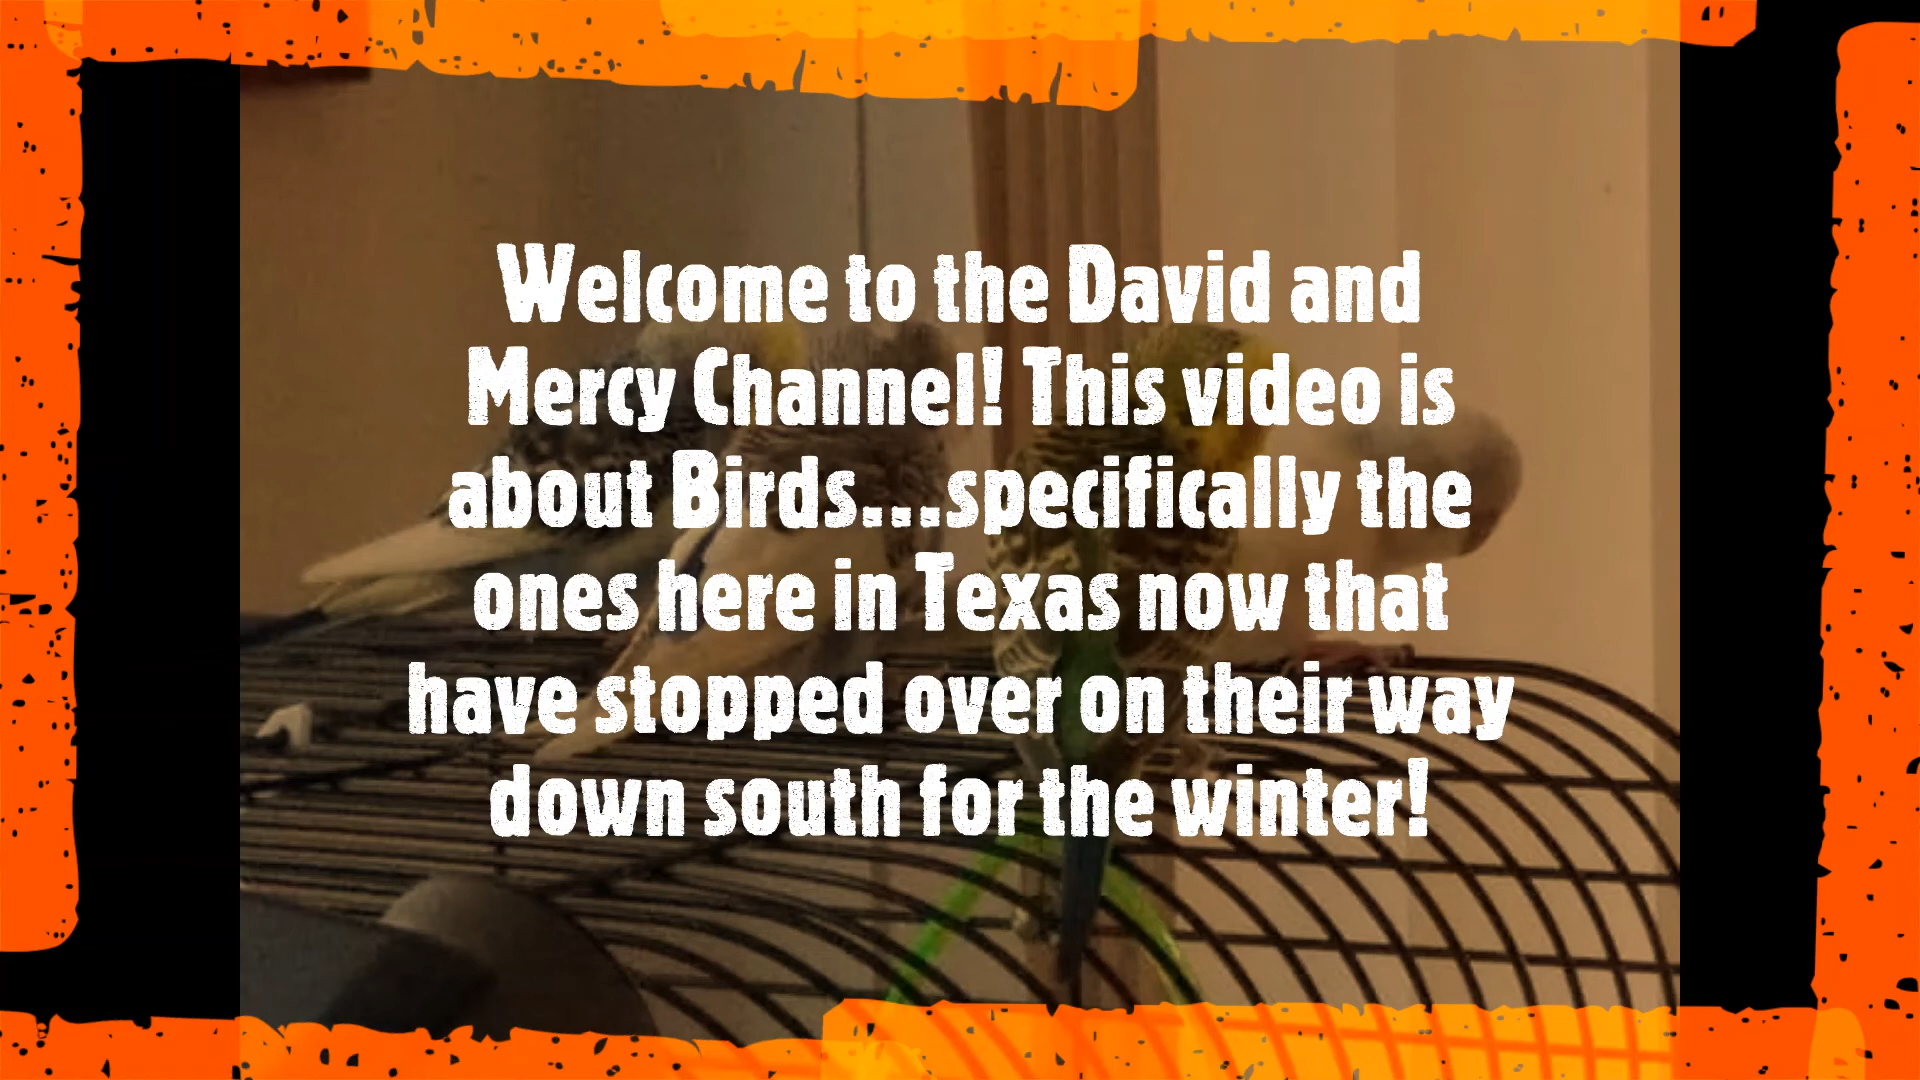 Welcome to the David and
Mercy Channel! This video is
about Birds...specifically the
ones here in Texas now that
have stopped over on their way
down south for the winter!